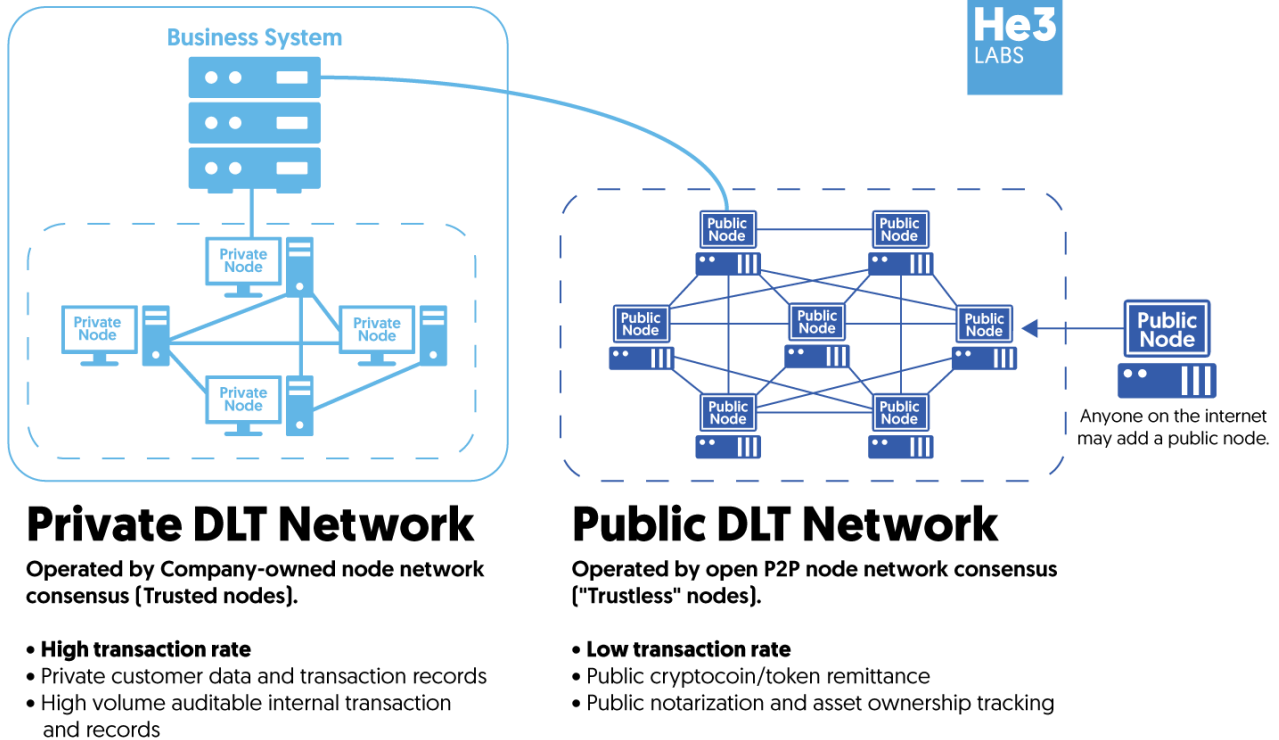 He3
LABS
Business System
Private
Node
Private
Node
Private
Node
Private
Node
Public
Node
Public
Node
Public
Node
Public
Node
Public
Node
Public
Node
Public
Node
Public
Node
Anyone on the internet
may add a public node.
Private DLT Network
Operated by Company-owned node network
consensus (Trusted nodes).
• High transaction rate
• Private customer data and transaction records
• High volume auditable internal transaction
and records
Public DLT Network
Operated by open P2P node network consensus
("Trustless" nodes).
• Low transaction rate
• Public cryptocoin/token remittance
• Public notarization and asset ownership tracking